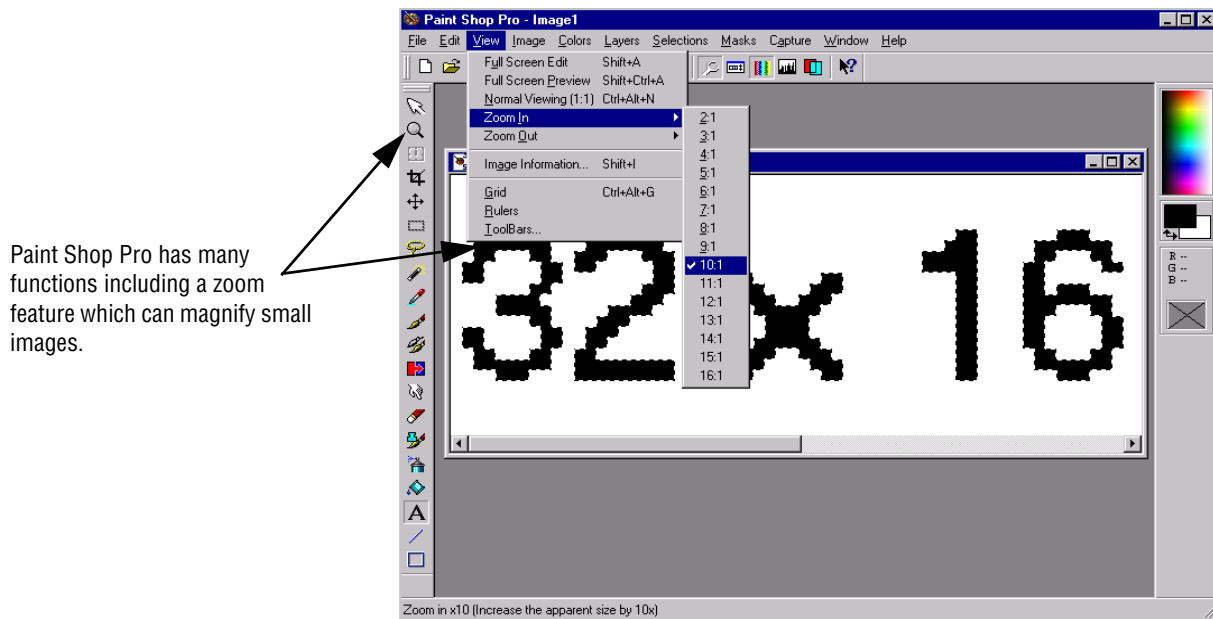 Paint Shop Pro - Image1
File Edit View Image Colors Layers Selections Masks Capture Window Help
Full Screen Edit Shift+A
Full Screen Preview Shift+Ctrl+A
Normal Viewing (1:1) Ctrl+Alt+N
Zoom In
Zoom Out
Image Information... Shift+I
Grid Ctrl+Alt+G
Rulers
ToolBars...
2:1
3:1
4:1
5:1
6:1
7:1
8:1
9:1
10:1
11:1
12:1
13:1
14:1
15:1
16:1
32 x 16
R --
G --
B --
A
Paint Shop Pro has many
functions including a zoom
feature which can magnify small
images.
Zoom in x10 (Increase the apparent size by 10x)